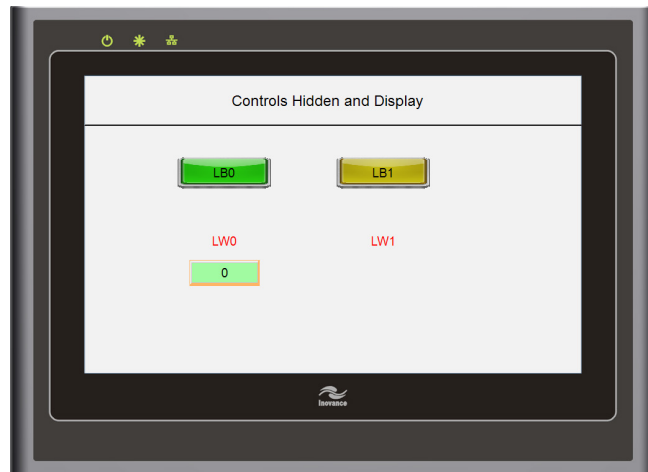 Controls Hidden and Display
LB0 LB1
LW0 LW1
0
Inovance